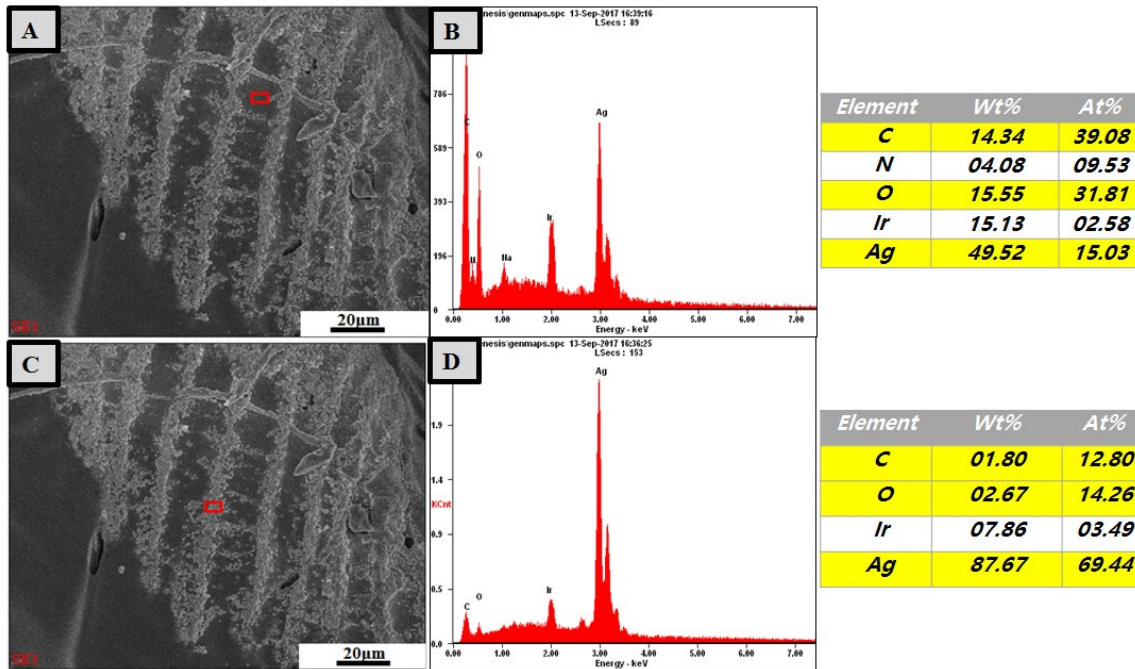 A
SE1
20μm
B
enesis\genmaps.spc 13-Sep-2017 16:39:16
LSecs : 89
786
589
393
196
0
C
N
O
Na
Ir
Ag
0.00 1.00 2.00 3.00 4.00 5.00 6.00 7.00
Energy - keV
Element Wt% At%
C 14.34 39.08
N 04.08 09.53
O 15.55 31.81
Ir 15.13 02.58
Ag 49.52 15.03
C
SE1
20μm
D
enesis\genmaps.spc 13-Sep-2017 16:36:25
LSecs : 153
1.9
1.4
KCnt
0.9
0.5
0.0
C
O
Ir
Ag
0.00 1.00 2.00 3.00 4.00 5.00 6.00 7.00
Energy - keV
Element Wt% At%
C 01.80 12.80
O 02.67 14.26
Ir 07.86 03.49
Ag 87.67 69.44